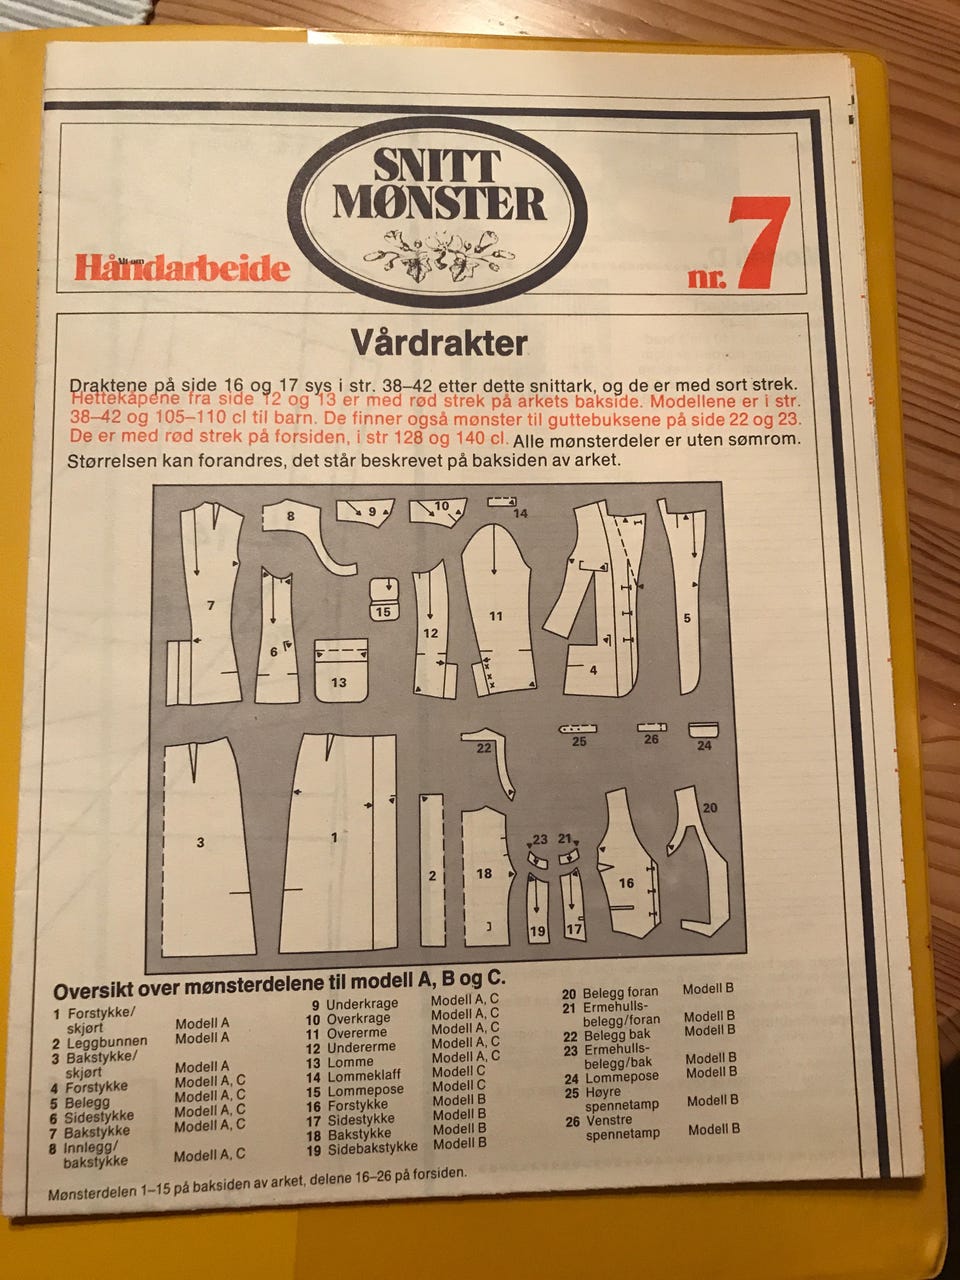 SNITT
MØNSTER
Alt om
Håndarbeide
nr. 7
Vårdrakter
Draktene på side 16 og 17 sys i str. 38–42 etter dette snittark, og de er med sort strek.
Hettekåpene fra side 12 og 13 er med rød strek på arkets bakside. Modellene er i str.
38–42 og 105–110 cl til barn. De finner også mønster til guttebuksene på side 22 og 23.
De er med rød strek på forsiden, i str 128 og 140 cl. Alle mønsterdeler er uten sømrom.
Størrelsen kan forandres, det står beskrevet på baksiden av arket.
8
9
10
14
7
15
11
12
6
13
4
5
22
25
26
24
3
1
2
18
23
21
20
19
17
16
Oversikt over mønsterdelene til modell A, B og C.
1 Forstykke/
skjørt Modell A
2 Leggbunnen Modell A
3 Bakstykke/
skjørt Modell A
4 Forstykke Modell A, C
5 Belegg Modell A, C
6 Sidestykke Modell A, C
7 Bakstykke Modell A, C
8 Innlegg/
bakstykke Modell A, C
9 Underkrage Modell A, C
10 Overkrage Modell A, C
11 Overerme Modell A, C
12 Undererme Modell A, C
13 Lomme Modell A, C
14 Lommeklaff Modell C
15 Lommepose Modell C
16 Forstykke Modell B
17 Sidestykke Modell B
18 Bakstykke Modell B
19 Sidebakstykke Modell B
20 Belegg foran Modell B
21 Ermehulls-
belegg/foran Modell B
22 Belegg bak Modell B
23 Ermehulls-
belegg/bak Modell B
24 Lommepose Modell B
25 Høyre
spennetamp Modell B
26 Venstre
spennetamp Modell B
Mønsterdelen 1–15 på baksiden av arket, delene 16–26 på forsiden.